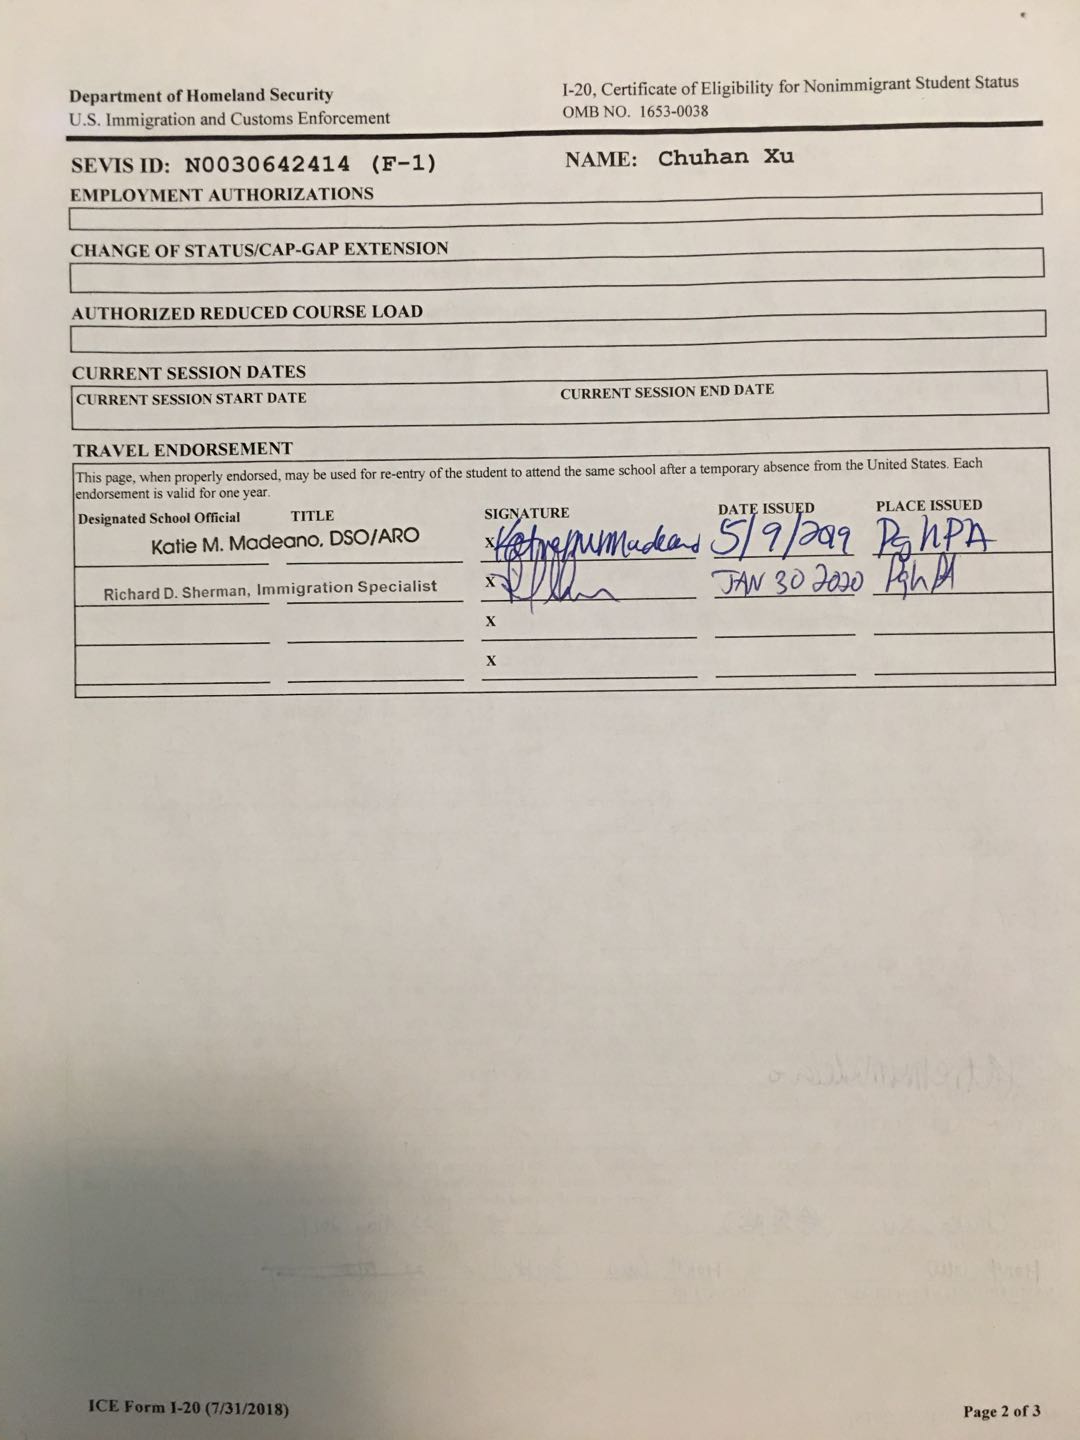 Department of Homeland Security
U.S. Immigration and Customs Enforcement
I-20, Certificate of Eligibility for Nonimmigrant Student Status
OMB NO. 1653-0038
SEVIS ID: N0030642414 (F-1)
NAME: Chuhan Xu
EMPLOYMENT AUTHORIZATIONS
CHANGE OF STATUS/CAP-GAP EXTENSION
AUTHORIZED REDUCED COURSE LOAD
CURRENT SESSION DATES
CURRENT SESSION START DATE CURRENT SESSION END DATE
TRAVEL ENDORSEMENT
This page, when properly endorsed, may be used for re-entry of the student to attend the same school after a temporary absence from the United States. Each
endorsement is valid for one year.
Designated School Official TITLE SIGNATURE DATE ISSUED PLACE ISSUED
Katie M. Madeano, DSO/ARO X 5/9/2019 Pgh PA
Richard D. Sherman, Immigration Specialist X JAN 30 2020 Pgh PA
X
X
ICE Form I-20 (7/31/2018)
Page 2 of 3